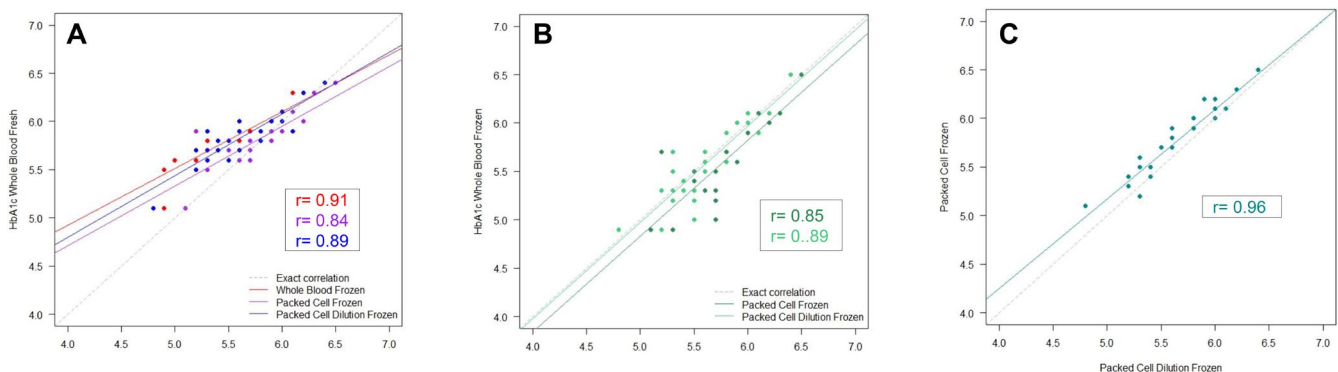 A
HbA1c Whole Blood Fresh
7.0
6.5
6.0
5.5
5.0
4.5
4.0
r= 0.91
r= 0.84
r= 0.89
Exact correlation
Whole Blood Frozen
Packed Cell Frozen
Packed Cell Dilution Frozen
4.0 4.5 5.0 5.5 6.0 6.5 7.0
B
HbA1c Whole Blood Frozen
7.0
6.5
6.0
5.5
5.0
4.5
4.0
r= 0.85
r= 0..89
Exact correlation
Packed Cell Frozen
Packed Cell Dilution Frozen
4.0 4.5 5.0 5.5 6.0 6.5 7.0
C
Packed Cell Frozen
7.0
6.5
6.0
5.5
5.0
4.5
4.0
r= 0.96
4.0 4.5 5.0 5.5 6.0 6.5 7.0
Packed Cell Dilution Frozen